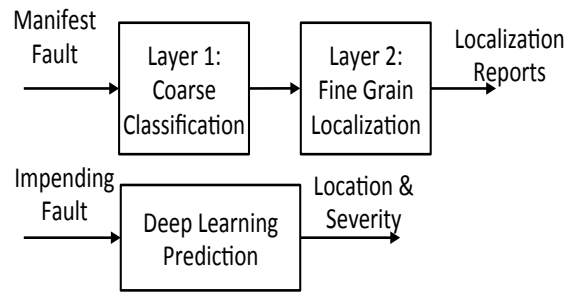 Manifest
Fault
Layer 1:
Coarse
Classification
Layer 2:
Fine Grain
Localization
Localization
Reports
Impending
Fault
Deep Learning
Prediction
Location &
Severity